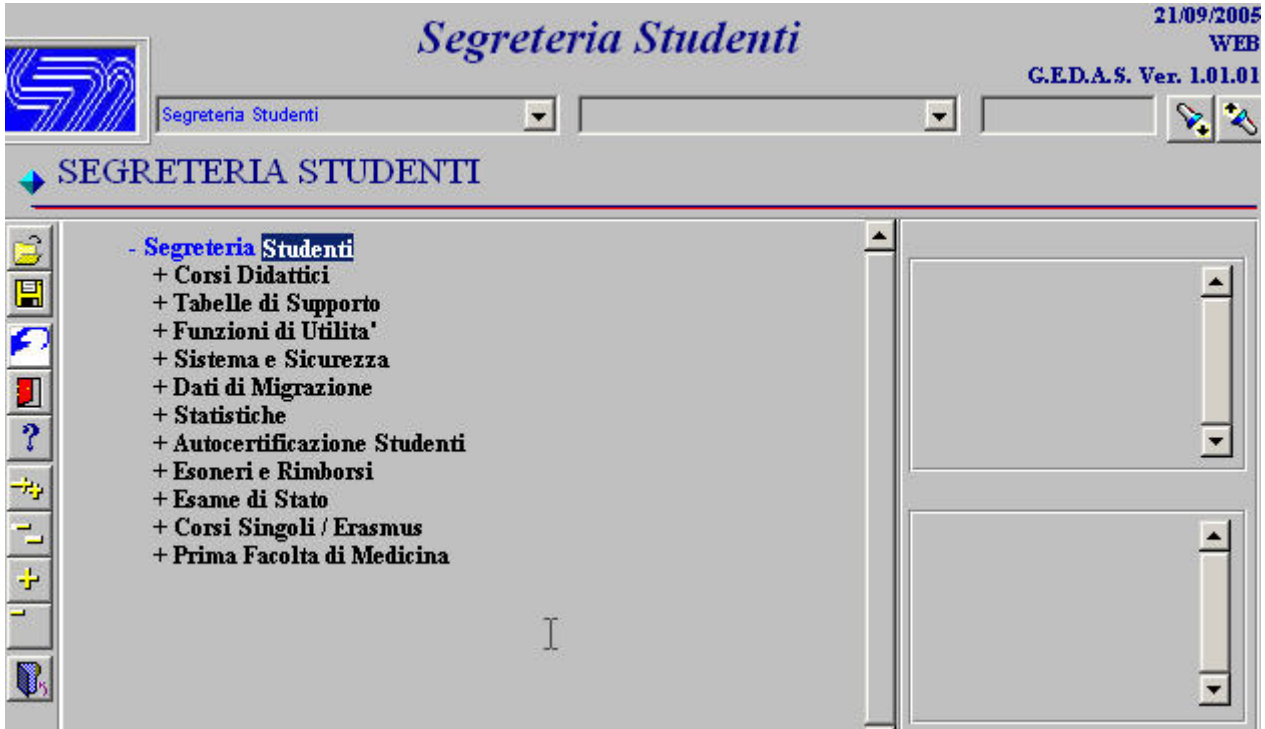 Segreteria Studenti
21/09/2005
WEB
G.E.D.A.S. Ver. 1.01.01
Segreteria Studenti
SEGRETERIA STUDENTI
- Segreteria Studenti
+ Corsi Didattici
+ Tabelle di Supporto
+ Funzioni di Utilita'
+ Sistema e Sicurezza
+ Dati di Migrazione
+ Statistiche
+ Autocertificazione Studenti
+ Esoneri e Rimborsi
+ Esame di Stato
+ Corsi Singoli / Erasmus
+ Prima Facolta di Medicina